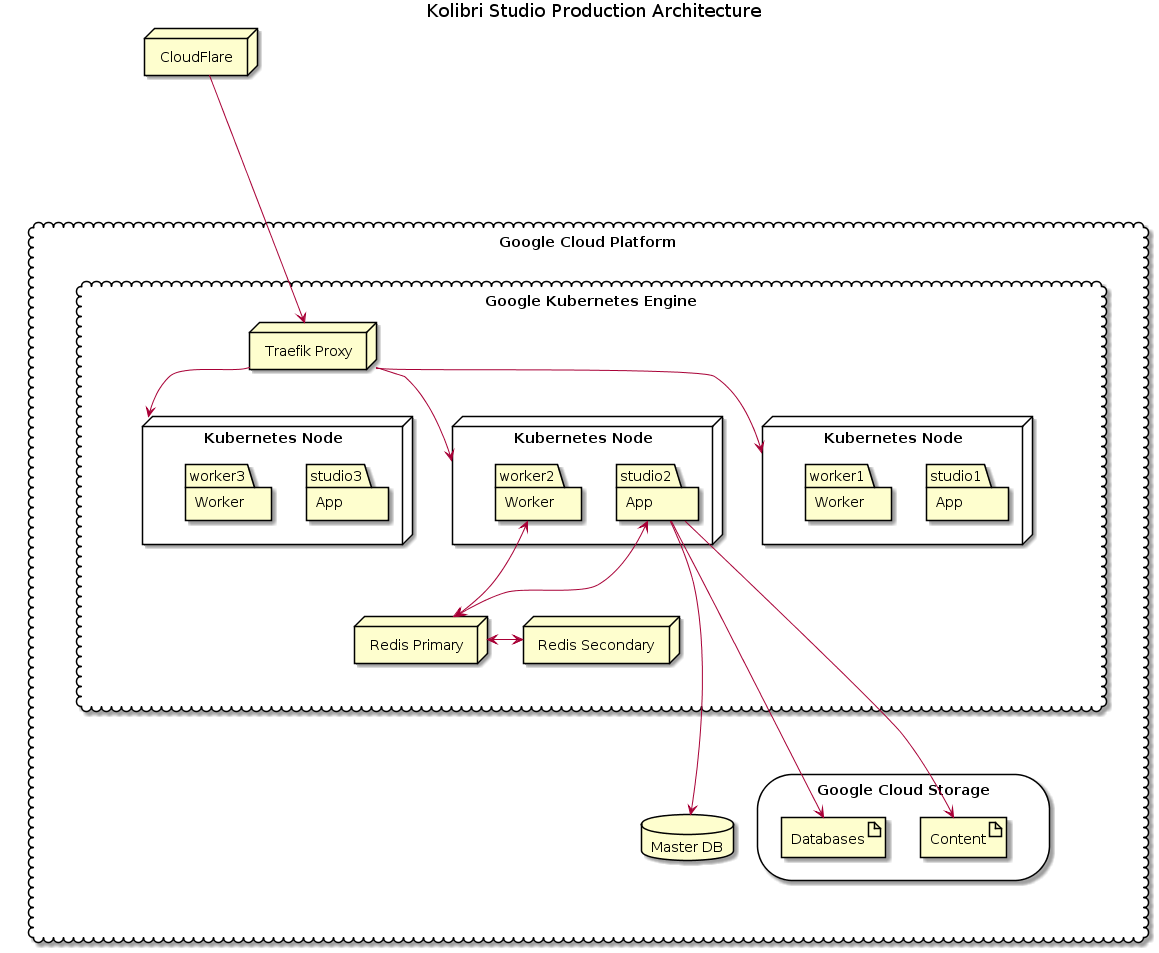 Kolibri Studio Production Architecture
CloudFlare
Google Cloud Platform
Google Kubernetes Engine
Traefik Proxy
Kubernetes Node
worker3
Worker
studio3
App
Kubernetes Node
worker2
Worker
studio2
App
Kubernetes Node
worker1
Worker
studio1
App
Redis Primary
Redis Secondary
Master DB
Google Cloud Storage
Databases
Content